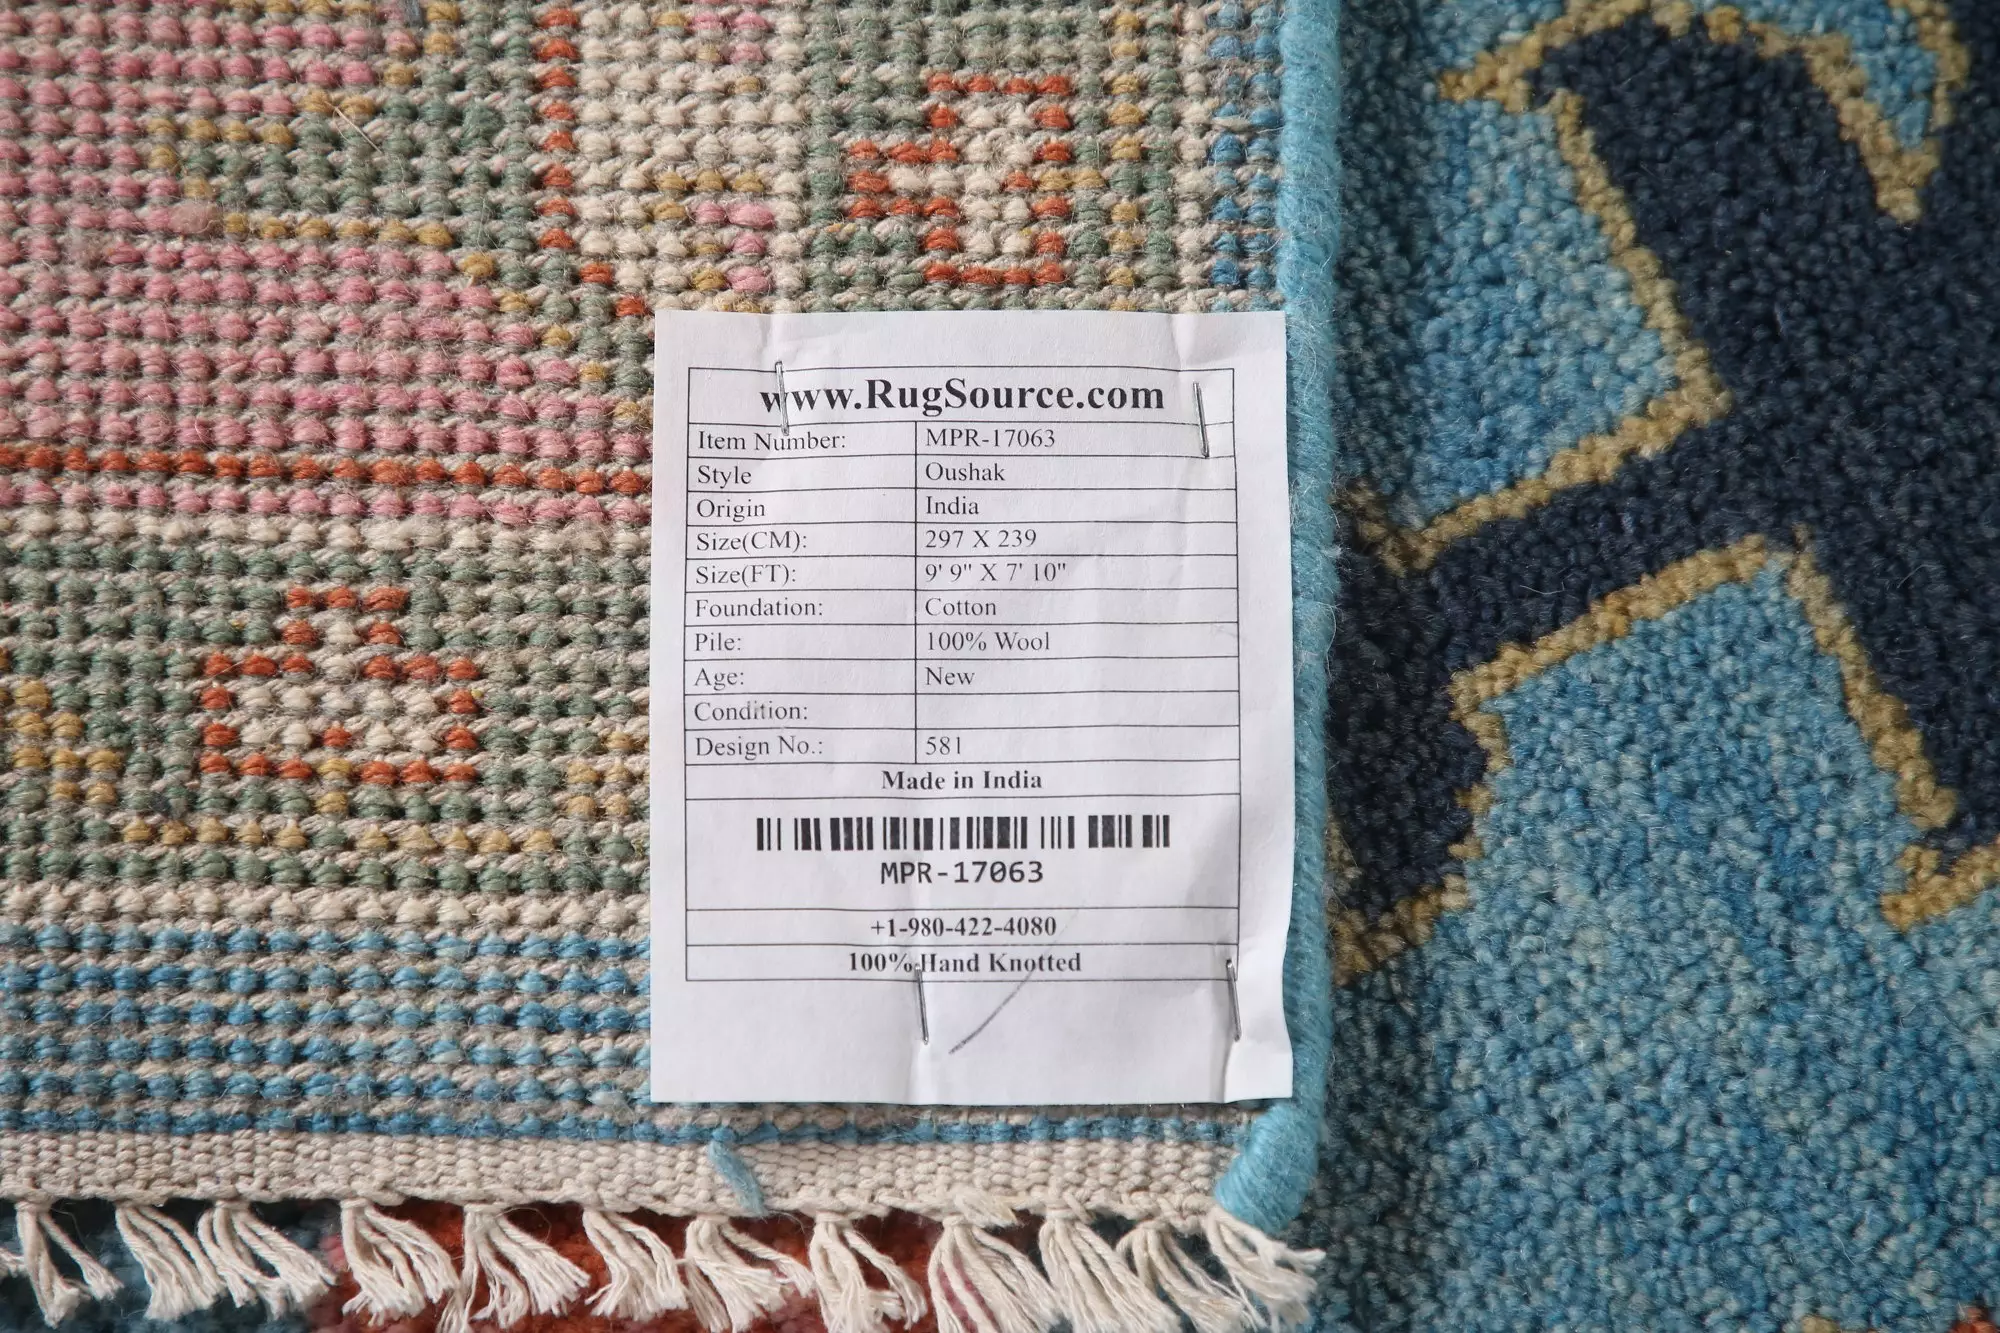 www.RugSource.com
Item Number: MPR-17063
Style Oushak
Origin India
Size(CM): 297 X 239
Size(FT): 9' 9" X 7' 10"
Foundation: Cotton
Pile: 100% Wool
Age: New
Condition:
Design No.: 581
Made in India
MPR-17063
+1-980-422-4080
100% Hand Knotted